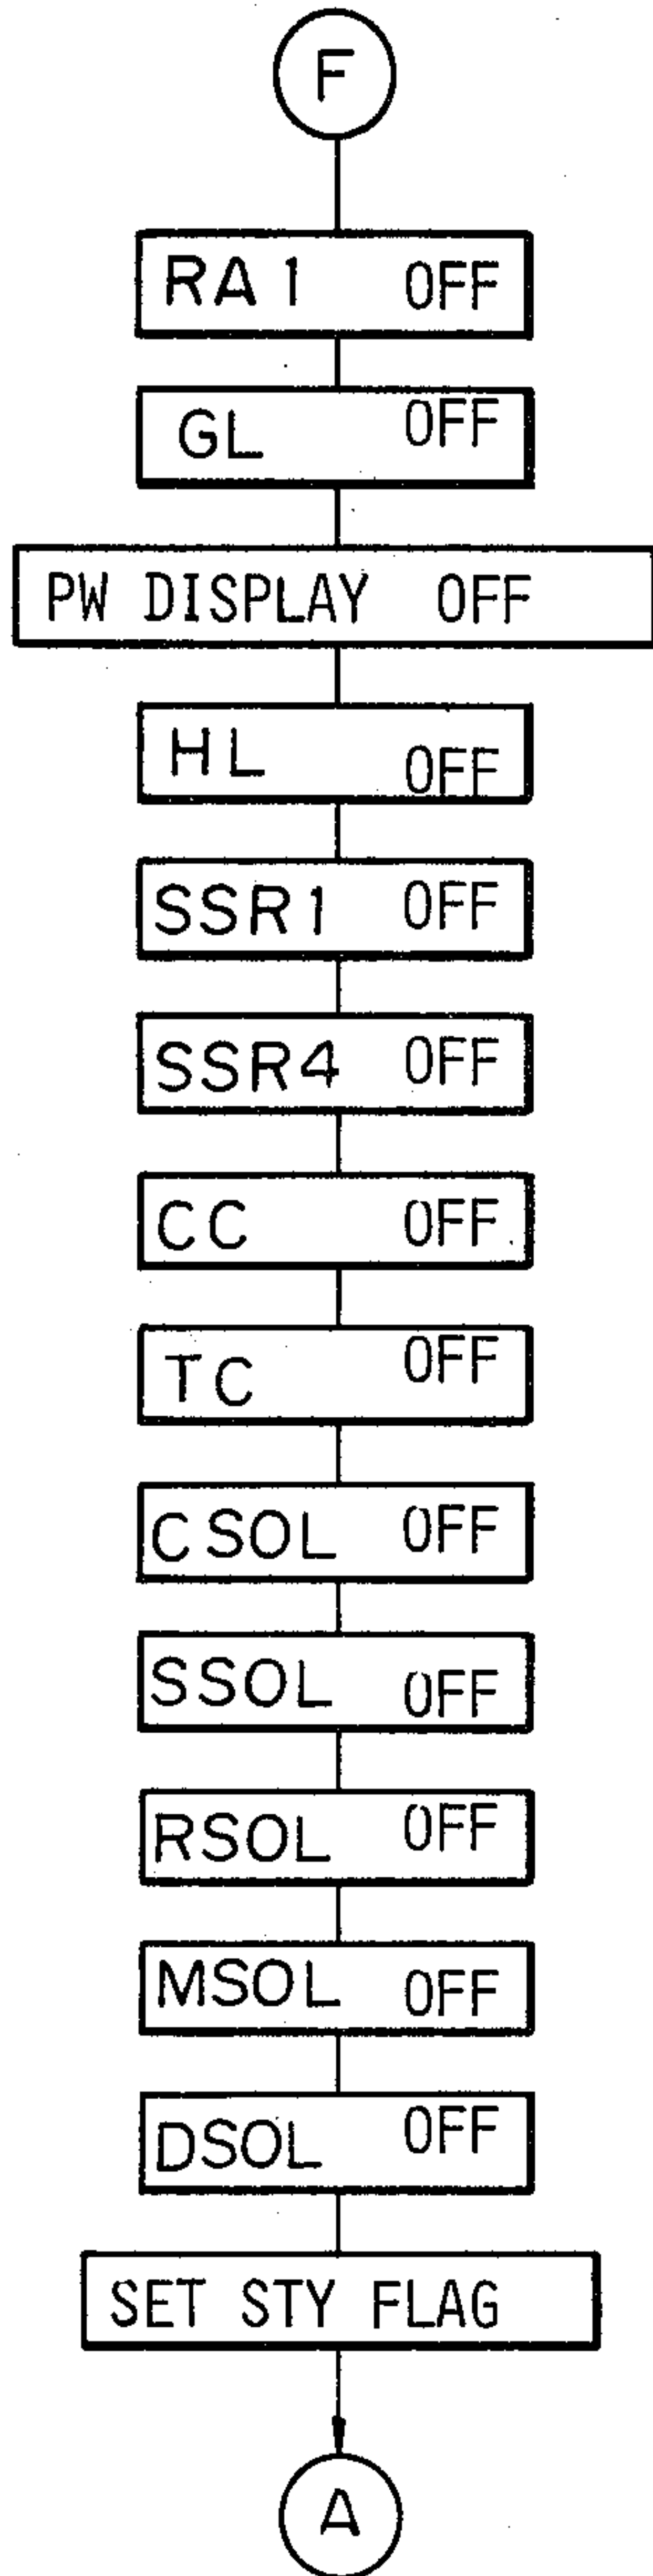 F
RA1 OFF
GL OFF
PW DISPLAY OFF
HL OFF
SSR1 OFF
SSR4 OFF
CC OFF
TC OFF
CSOL OFF
SSOL OFF
RSOL OFF
MSOL OFF
DSOL OFF
SET STY FLAG
A